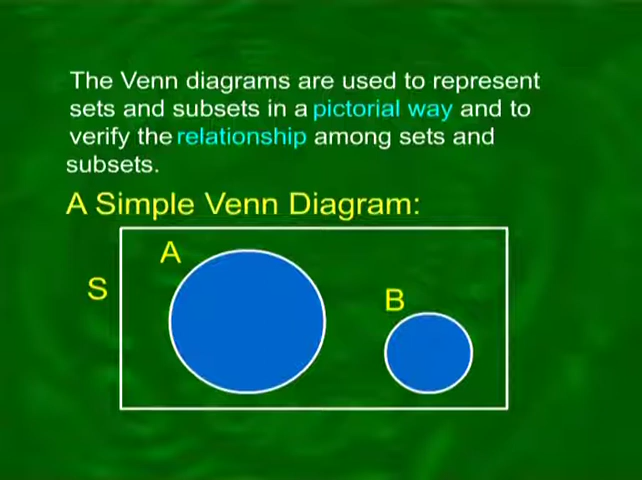 The Venn diagrams are used to represent
sets and subsets in a pictorial way and to
verify the relationship among sets and
subsets.
A Simple Venn Diagram:
A
S
B